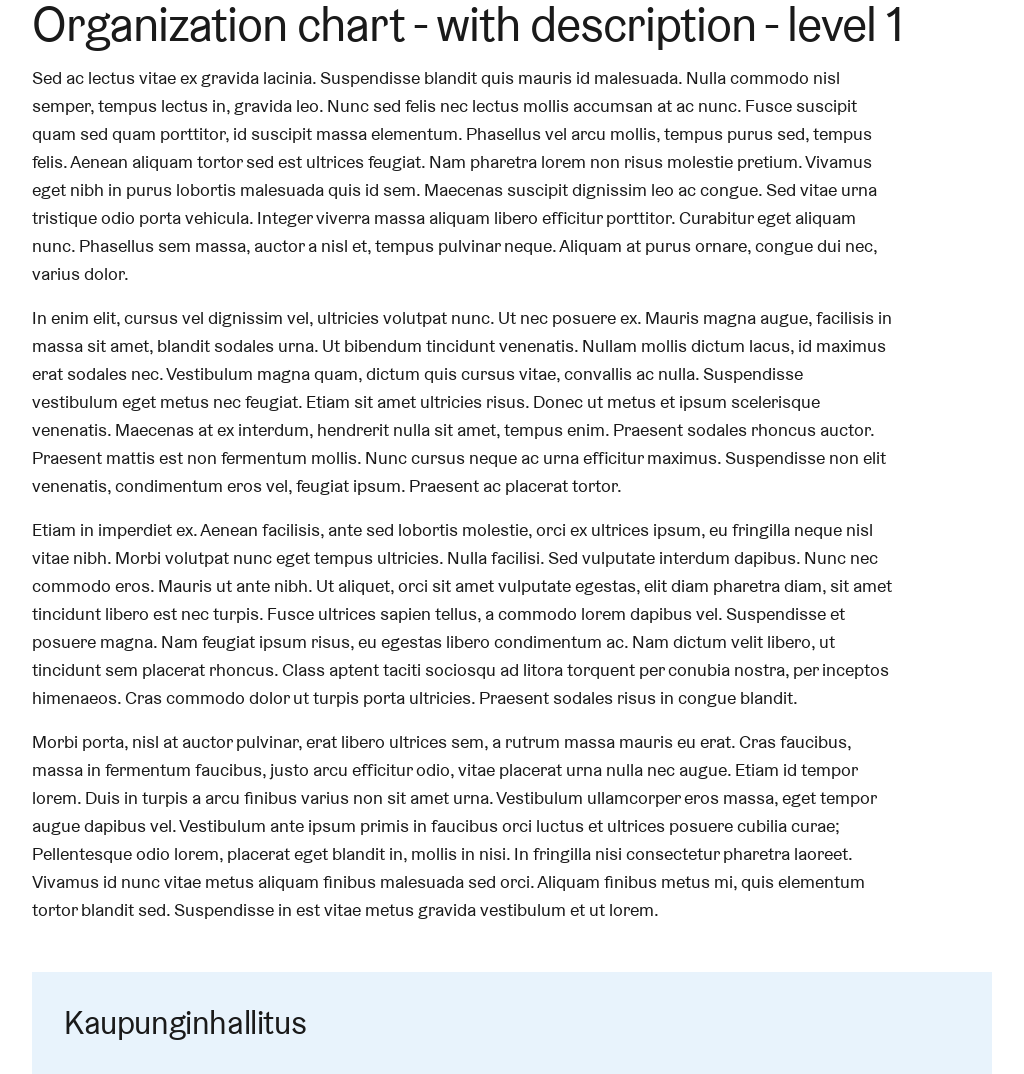 Organization chart - with description - level 1
Sed ac lectus vitae ex gravida lacinia. Suspendisse blandit quis mauris id malesuada. Nulla commodo nisl
semper, tempus lectus in, gravida leo. Nunc sed felis nec lectus mollis accumsan at ac nunc. Fusce suscipit
quam sed quam porttitor, id suscipit massa elementum. Phasellus vel arcu mollis, tempus purus sed, tempus
felis. Aenean aliquam tortor sed est ultrices feugiat. Nam pharetra lorem non risus molestie pretium. Vivamus
eget nibh in purus lobortis malesuada quis id sem. Maecenas suscipit dignissim leo ac congue. Sed vitae urna
tristique odio porta vehicula. Integer viverra massa aliquam libero efficitur porttitor. Curabitur eget aliquam
nunc. Phasellus sem massa, auctor a nisl et, tempus pulvinar neque. Aliquam at purus ornare, congue dui nec,
varius dolor.
In enim elit, cursus vel dignissim vel, ultricies volutpat nunc. Ut nec posuere ex. Mauris magna augue, facilisis in
massa sit amet, blandit sodales urna. Ut bibendum tincidunt venenatis. Nullam mollis dictum lacus, id maximus
erat sodales nec. Vestibulum magna quam, dictum quis cursus vitae, convallis ac nulla. Suspendisse
vestibulum eget metus nec feugiat. Etiam sit amet ultricies risus. Donec ut metus et ipsum scelerisque
venenatis. Maecenas at ex interdum, hendrerit nulla sit amet, tempus enim. Praesent sodales rhoncus auctor.
Praesent mattis est non fermentum mollis. Nunc cursus neque ac urna efficitur maximus. Suspendisse non elit
venenatis, condimentum eros vel, feugiat ipsum. Praesent ac placerat tortor.
Etiam in imperdiet ex. Aenean facilisis, ante sed lobortis molestie, orci ex ultrices ipsum, eu fringilla neque nisl
vitae nibh. Morbi volutpat nunc eget tempus ultricies. Nulla facilisi. Sed vulputate interdum dapibus. Nunc nec
commodo eros. Mauris ut ante nibh. Ut aliquet, orci sit amet vulputate egestas, elit diam pharetra diam, sit amet
tincidunt libero est nec turpis. Fusce ultrices sapien tellus, a commodo lorem dapibus vel. Suspendisse et
posuere magna. Nam feugiat ipsum risus, eu egestas libero condimentum ac. Nam dictum velit libero, ut
tincidunt sem placerat rhoncus. Class aptent taciti sociosqu ad litora torquent per conubia nostra, per inceptos
himenaeos. Cras commodo dolor ut turpis porta ultricies. Praesent sodales risus in congue blandit.
Morbi porta, nisl at auctor pulvinar, erat libero ultrices sem, a rutrum massa mauris eu erat. Cras faucibus,
massa in fermentum faucibus, justo arcu efficitur odio, vitae placerat urna nulla nec augue. Etiam id tempor
lorem. Duis in turpis a arcu finibus varius non sit amet urna. Vestibulum ullamcorper eros massa, eget tempor
augue dapibus vel. Vestibulum ante ipsum primis in faucibus orci luctus et ultrices posuere cubilia curae;
Pellentesque odio lorem, placerat eget blandit in, mollis in nisi. In fringilla nisi consectetur pharetra laoreet.
Vivamus id nunc vitae metus aliquam finibus malesuada sed orci. Aliquam finibus metus mi, quis elementum
tortor blandit sed. Suspendisse in est vitae metus gravida vestibulum et ut lorem.
Kaupunginhallitus